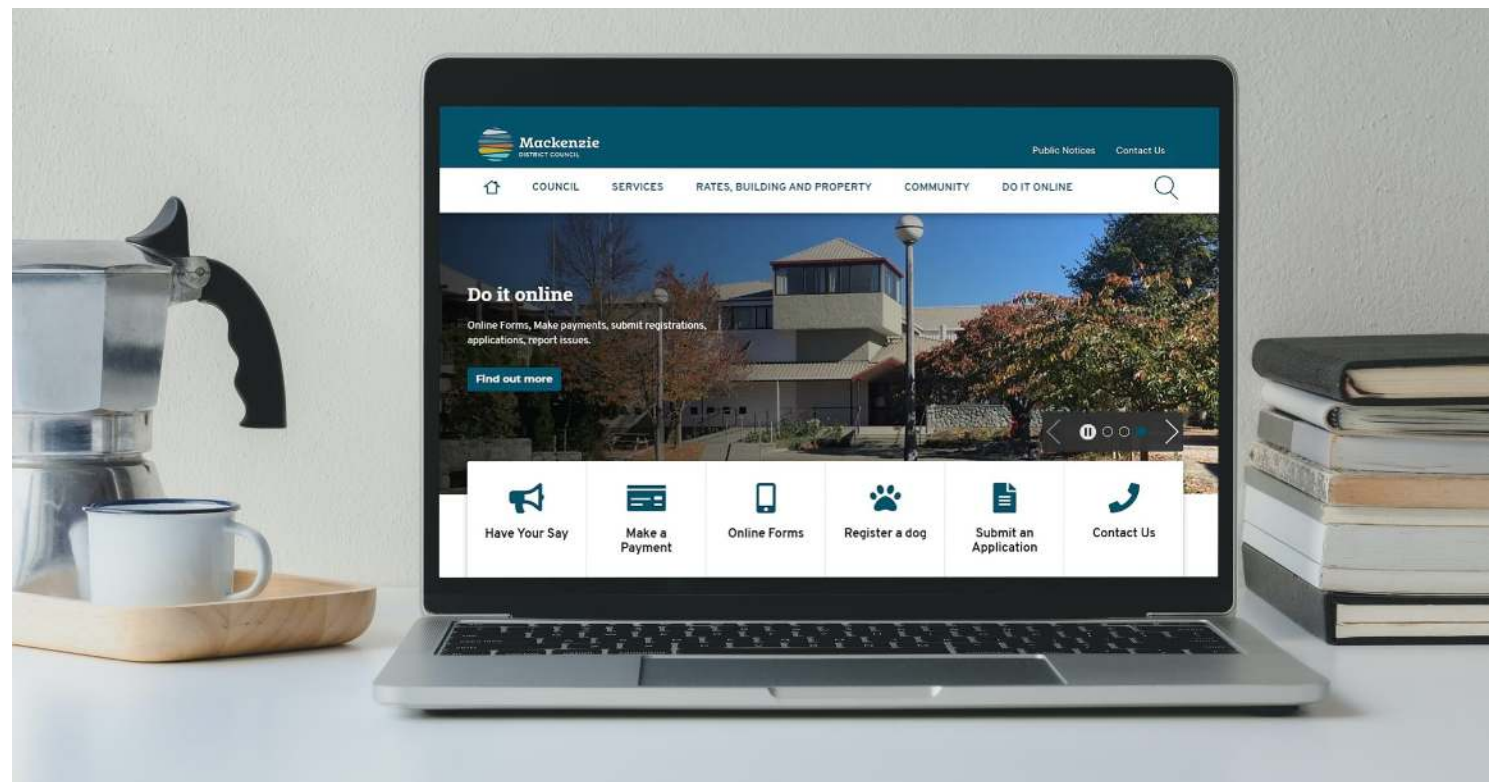 Mackenzie
DISTRICT COUNCIL
Public Notices Contact Us
COUNCIL SERVICES RATES, BUILDING AND PROPERTY COMMUNITY DO IT ONLINE
Do it online
Online Forms, Make payments, submit registrations,
applications, report issues.
Find out more
Have Your Say
Make a
Payment
Online Forms
Register a dog
Submit an
Application
Contact Us